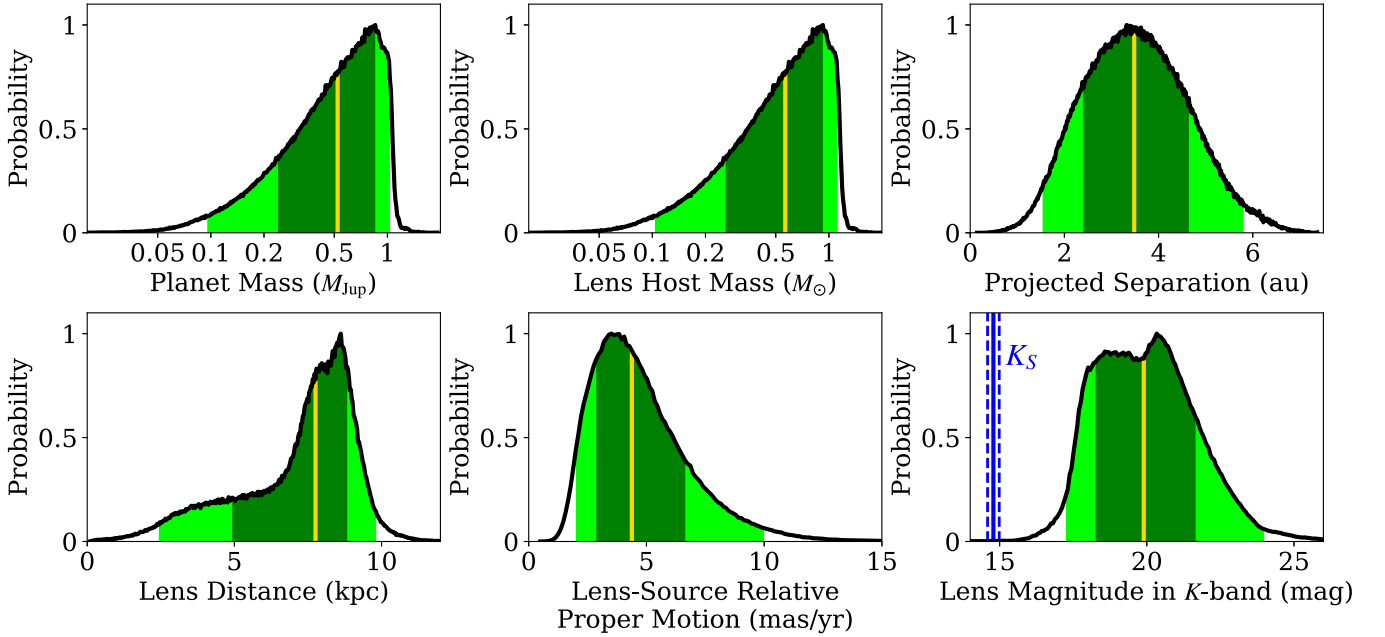 Probability
1
0.5
0
0.05 0.1 0.2 0.5 1
Planet Mass (M_Jup)
Probability
1
0.5
0
0.05 0.1 0.2 0.5 1
Lens Host Mass (M_⊙)
Probability
1
0.5
0
0 2 4 6
Projected Separation (au)
Probability
1
0.5
0
0 5 10
Lens Distance (kpc)
Probability
1
0.5
0
0 5 10 15
Lens-Source Relative
Proper Motion (mas/yr)
Probability
1
0.5
0
K_S
15 20 25
Lens Magnitude in K-band (mag)